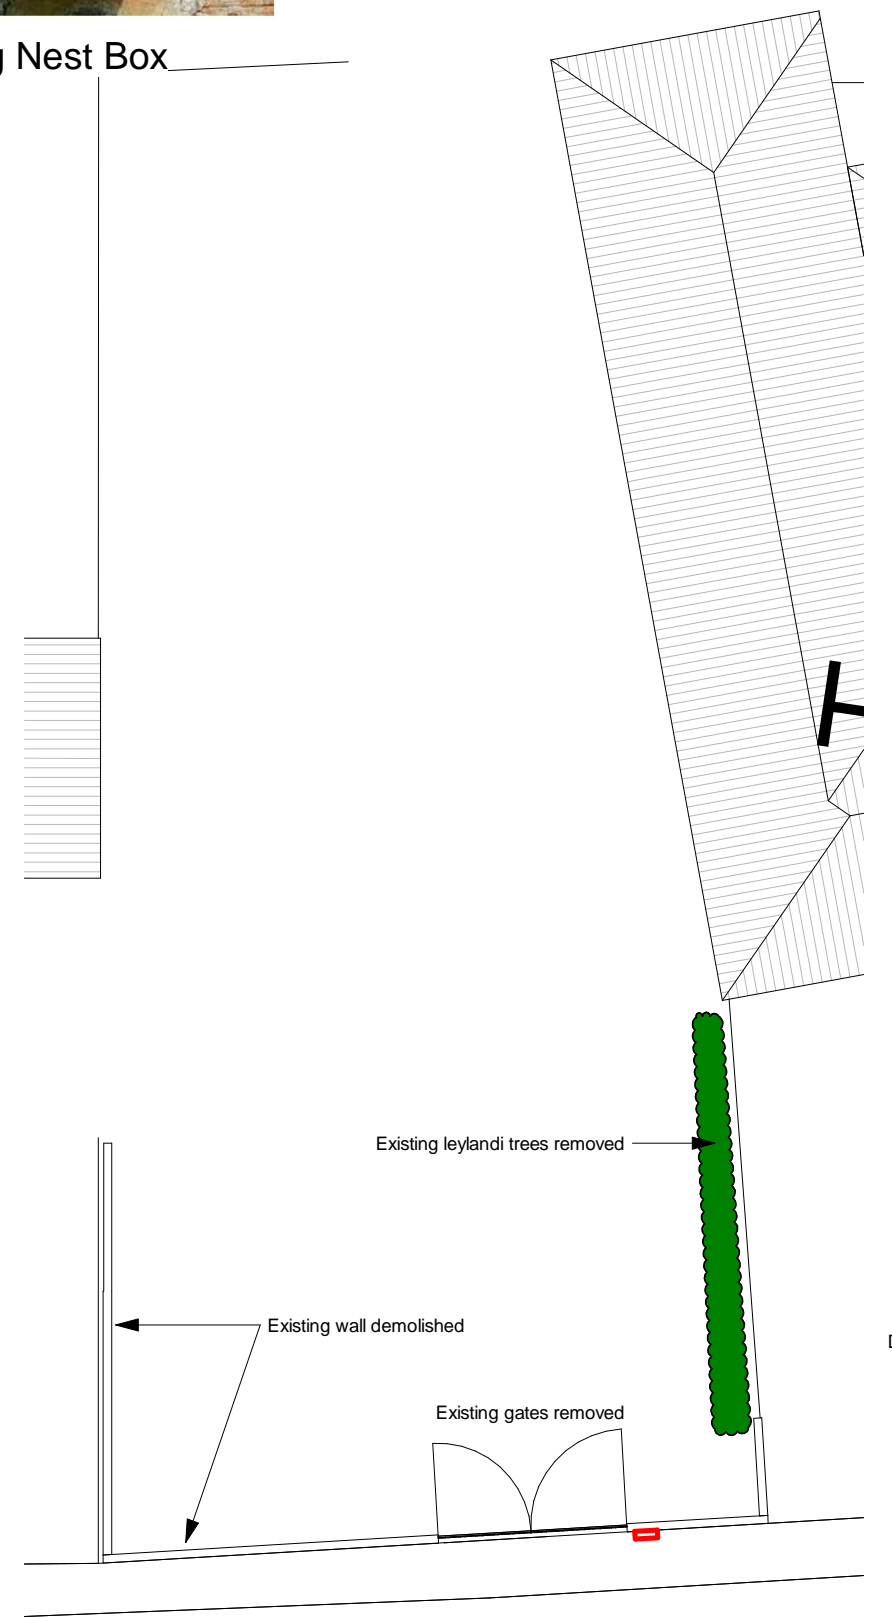 Nest Box
Existing leylandi trees removed
Existing wall demolished
Existing gates removed